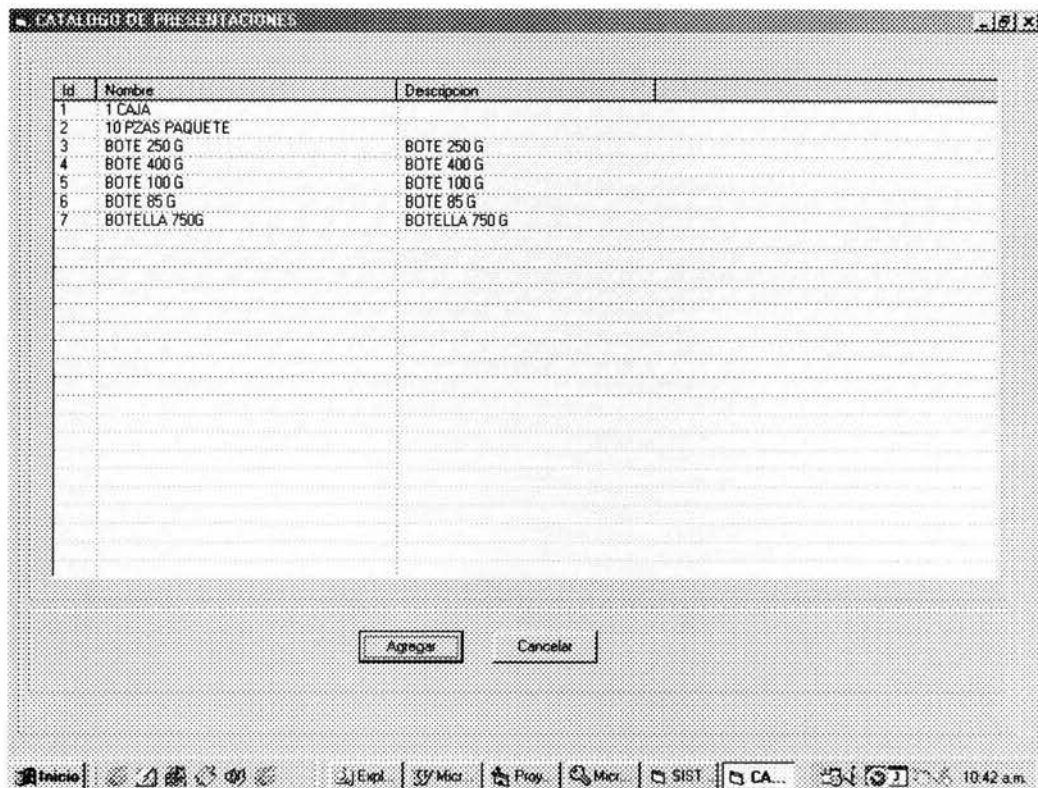 CATALOGO DE PRESENTACIONES
Id Nombre Descripcion
1 1 CAJA
2 10 PZAS PAQUETE
3 BOTE 250 G BOTE 250 G
4 BOTE 400 G BOTE 400 G
5 BOTE 100 G BOTE 100 G
6 BOTE 85 G BOTE 85 G
7 BOTELLA 750G BOTELLA 750 G
Agregar Cancelar
Inicio Expl... Micr... Proy... Micr... SIST... CA... 10:42 a.m.